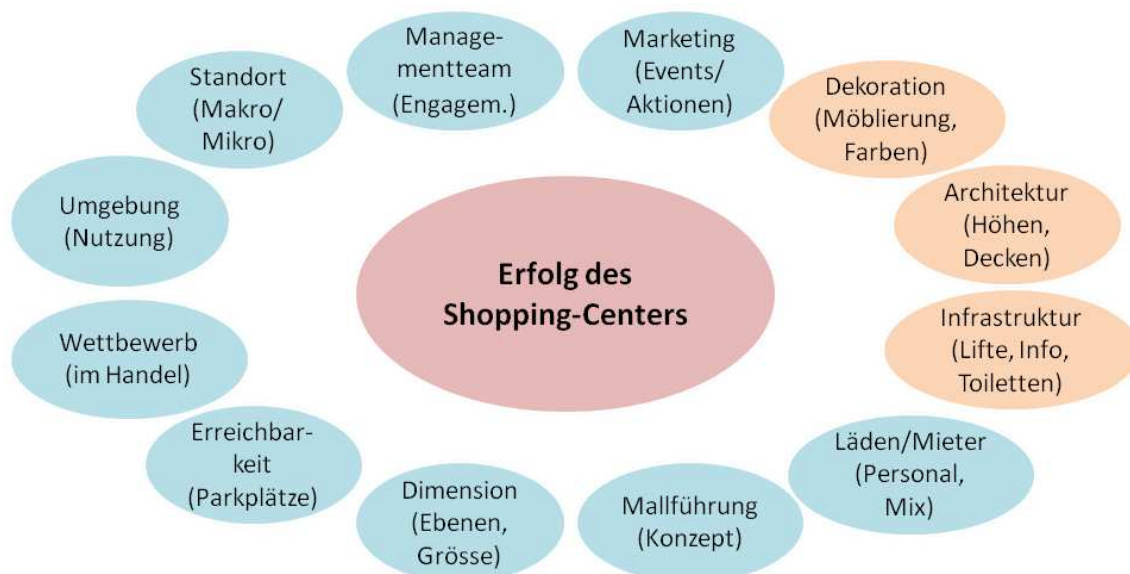 Manage-
mentteam
(Engagem.)
Marketing
(Events/
Aktionen)
Dekoration
(Möblierung,
Farben)
Architektur
(Höhen,
Decken)
Infrastruktur
(Lifte, Info,
Toiletten)
Läden/Mieter
(Personal,
Mix)
Mallführung
(Konzept)
Dimension
(Ebenen,
Grösse)
Erreichbar-
keit
(Parkplätze)
Wettbewerb
(im Handel)
Umgebung
(Nutzung)
Standort
(Makro/
Mikro)
Erfolg des
Shopping-Centers